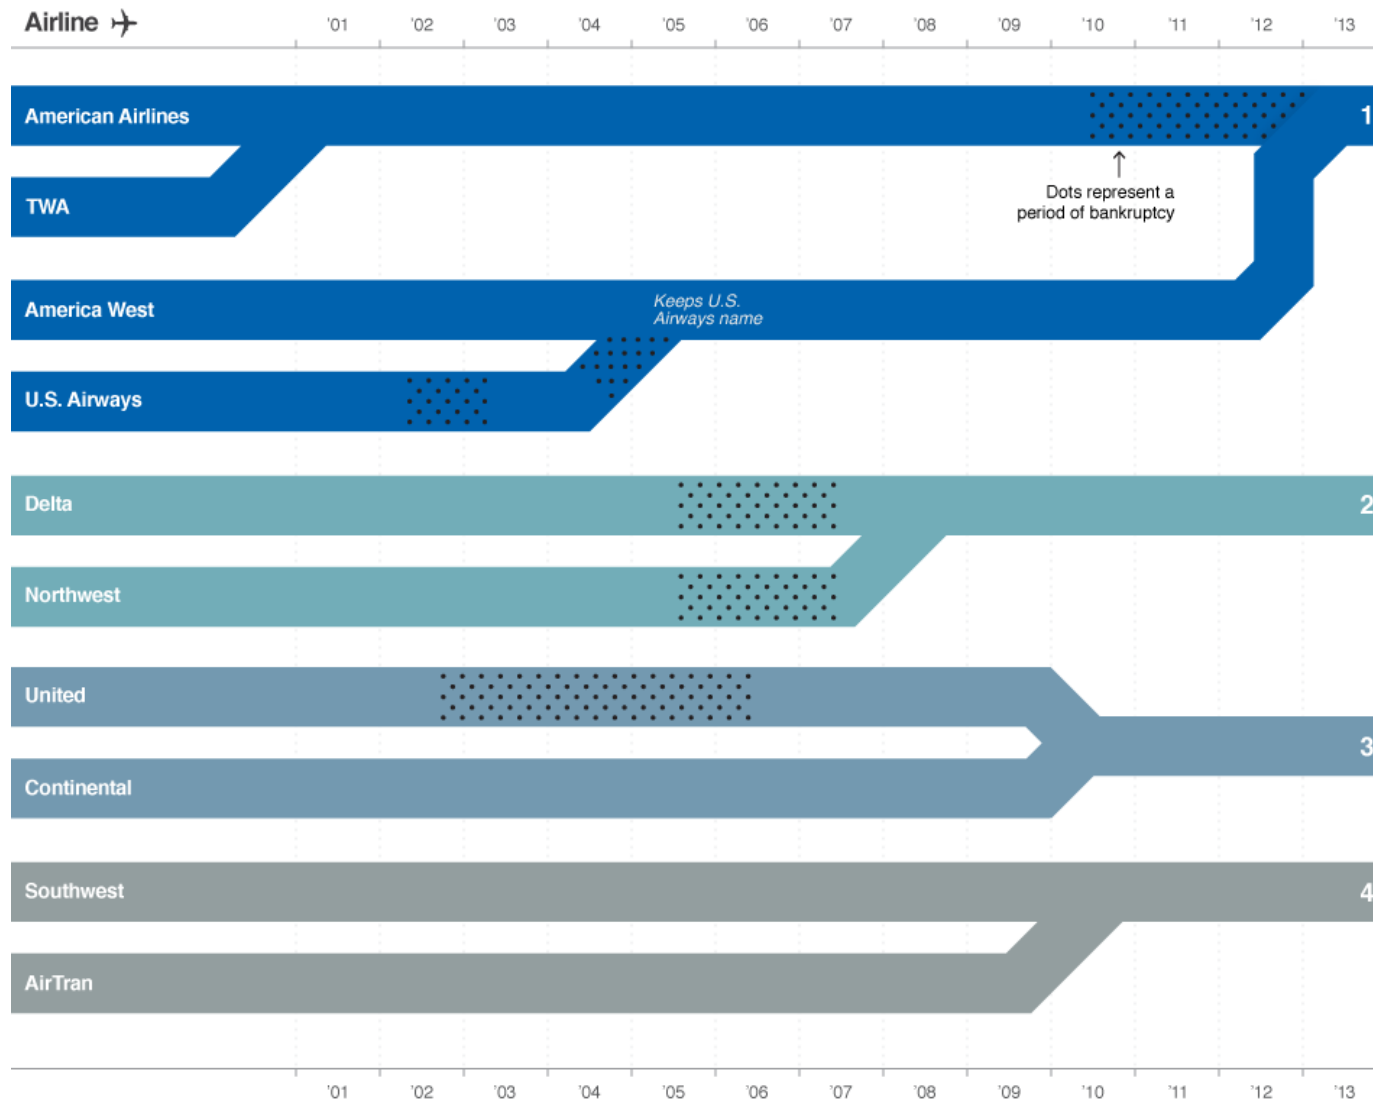 Airline
'01 '02 '03 '04 '05 '06 '07 '08 '09 '10 '11 '12 '13
American Airlines
1
Dots represent a
period of bankruptcy
TWA
America West
Keeps U.S.
Airways name
U.S. Airways
Delta
2
Northwest
United
3
Continental
Southwest
4
AirTran
'01 '02 '03 '04 '05 '06 '07 '08 '09 '10 '11 '12 '13